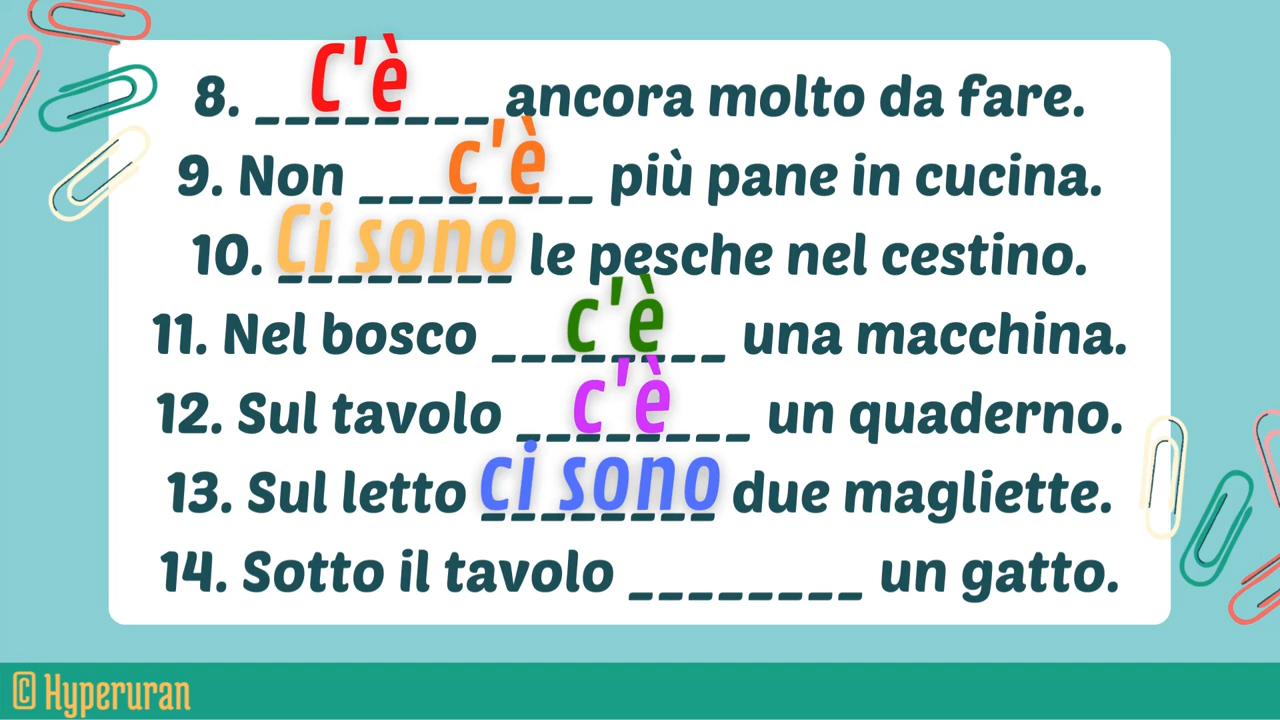 8. C'è ancora molto da fare.
9. Non c'è più pane in cucina.
10. Ci sono le pesche nel cestino.
11. Nel bosco c'è una macchina.
12. Sul tavolo c'è un quaderno.
13. Sul letto ci sono due magliette.
14. Sotto il tavolo ________ un gatto.
© Hyperuran